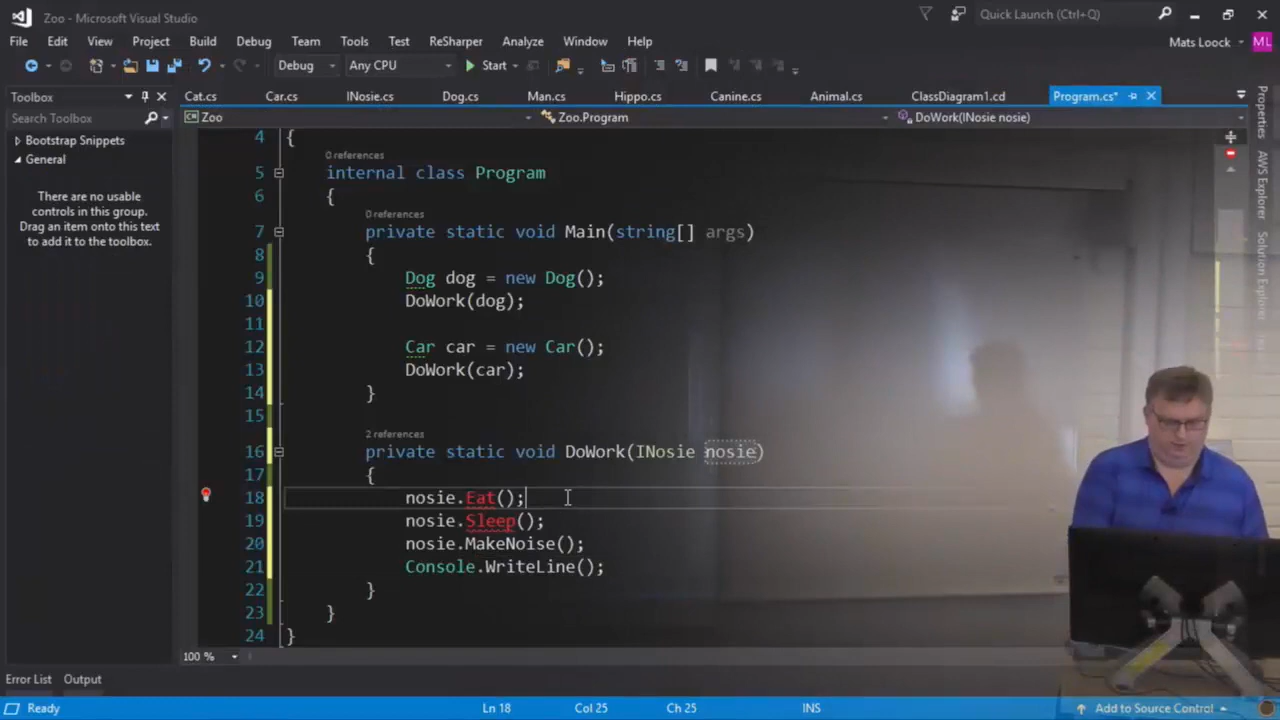 Zoo - Microsoft Visual Studio
Quick Launch (Ctrl+Q)
File Edit View Project Build Debug Team Tools Test ReSharper Analyze Window Help
Mats Loock ML
Debug Any CPU Start
Toolbox
Cat.cs Car.cs INosie.cs Dog.cs Man.cs Hippo.cs Canine.cs Animal.cs ClassDiagram1.cd Program.cs*
Search Toolbox
Zoo Zoo.Program DoWork(INosie nosie)
Bootstrap Snippets
General
There are no usable
controls in this group.
Drag an item onto this text
to add it to the toolbox.
4 {
0 references
5 internal class Program
6 {
0 references
7 private static void Main(string[] args)
8 {
9 Dog dog = new Dog();
10 DoWork(dog);
11
12 Car car = new Car();
13 DoWork(car);
14 }
15
2 references
16 private static void DoWork(INosie nosie)
17 {
18 nosie.Eat();
19 nosie.Sleep();
20 nosie.MakeNoise();
21 Console.WriteLine();
22 }
23 }
24 }
Properties
AWS Explorer
Solution Explorer
100 %
Error List Output
Ready Ln 18 Col 25 Ch 25 INS Add to Source Control